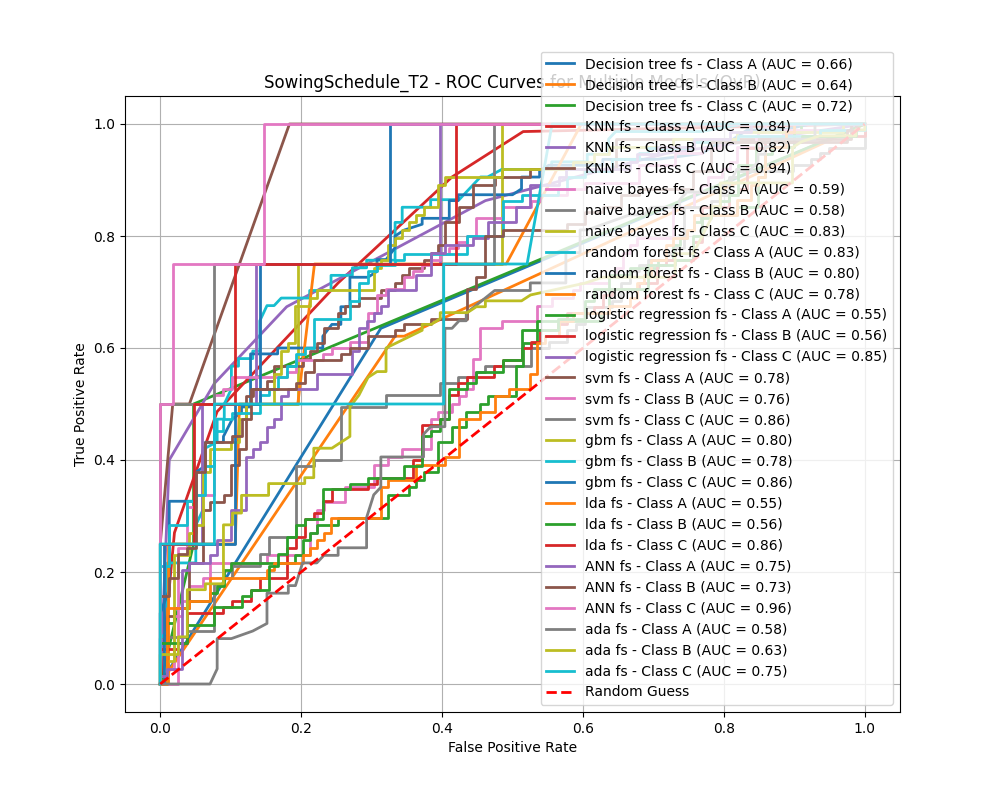 SowingSchedule_T2 - ROC Curves for Multiple Models (OvR)
Decision tree fs - Class A (AUC = 0.66)
Decision tree fs - Class B (AUC = 0.64)
Decision tree fs - Class C (AUC = 0.72)
KNN fs - Class A (AUC = 0.84)
KNN fs - Class B (AUC = 0.82)
KNN fs - Class C (AUC = 0.94)
naive bayes fs - Class A (AUC = 0.59)
naive bayes fs - Class B (AUC = 0.58)
naive bayes fs - Class C (AUC = 0.83)
random forest fs - Class A (AUC = 0.83)
random forest fs - Class B (AUC = 0.80)
random forest fs - Class C (AUC = 0.78)
logistic regression fs - Class A (AUC = 0.55)
logistic regression fs - Class B (AUC = 0.56)
logistic regression fs - Class C (AUC = 0.85)
svm fs - Class A (AUC = 0.78)
svm fs - Class B (AUC = 0.76)
svm fs - Class C (AUC = 0.86)
gbm fs - Class A (AUC = 0.80)
gbm fs - Class B (AUC = 0.78)
gbm fs - Class C (AUC = 0.86)
lda fs - Class A (AUC = 0.55)
lda fs - Class B (AUC = 0.56)
lda fs - Class C (AUC = 0.86)
ANN fs - Class A (AUC = 0.75)
ANN fs - Class B (AUC = 0.73)
ANN fs - Class C (AUC = 0.96)
ada fs - Class A (AUC = 0.58)
ada fs - Class B (AUC = 0.63)
ada fs - Class C (AUC = 0.75)
Random Guess
True Positive Rate
1.0
0.8
0.6
0.4
0.2
0.0
0.0 0.2 0.4 0.6 0.8 1.0
False Positive Rate